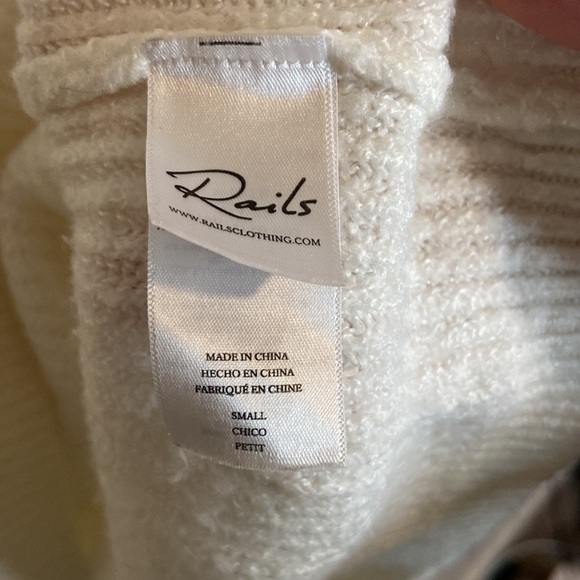 Rails
WWW.RAILSCLOTHING.COM
MADE IN CHINA
HECHO EN CHINA
FABRIQUÉ EN CHINE
SMALL
CHICO
PETIT